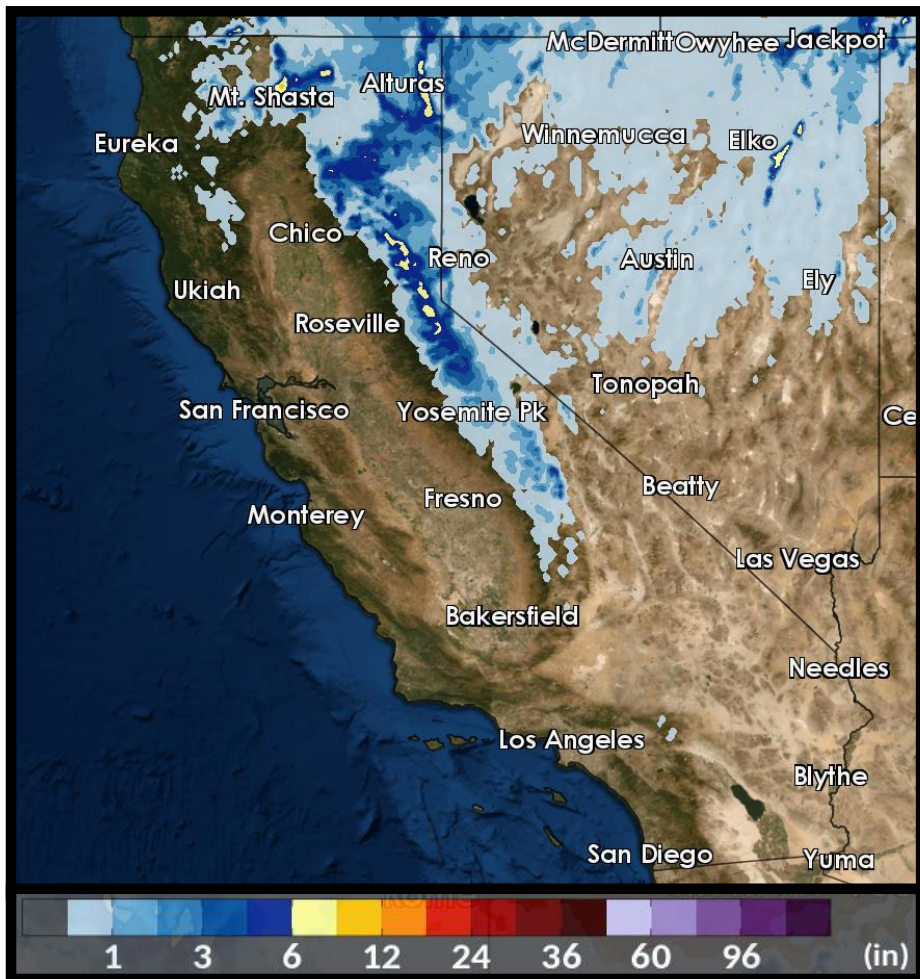 McDermitt Owyhee Jackpot
Mt. Shasta Alturas
Eureka Winnemucca Elko
Chico Reno Austin Ely
Ukiah
Roseville
Tonopah
San Francisco Yosemite Pk Ce
Fresno Beatty
Monterey
Las Vegas
Bakersfield
Needles
Los Angeles
Blythe
San Diego Yuma
1 3 6 12 24 36 60 96 (in)